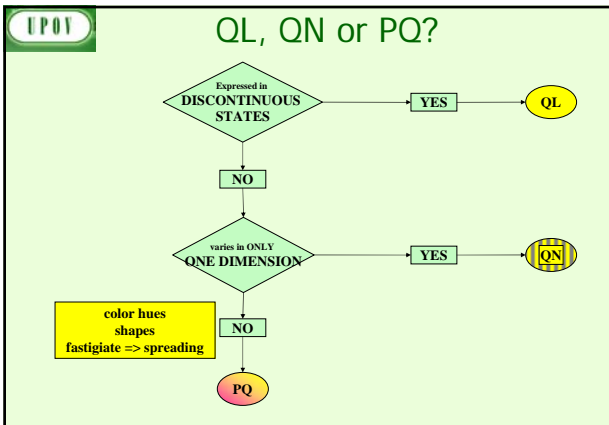 UPOV
QL, QN or PQ?
Expressed in
DISCONTINUOUS
STATES
YES
QL
NO
varies in ONLY
ONE DIMENSION
YES
QN
color hues
shapes
fastigiate => spreading
NO
PQ